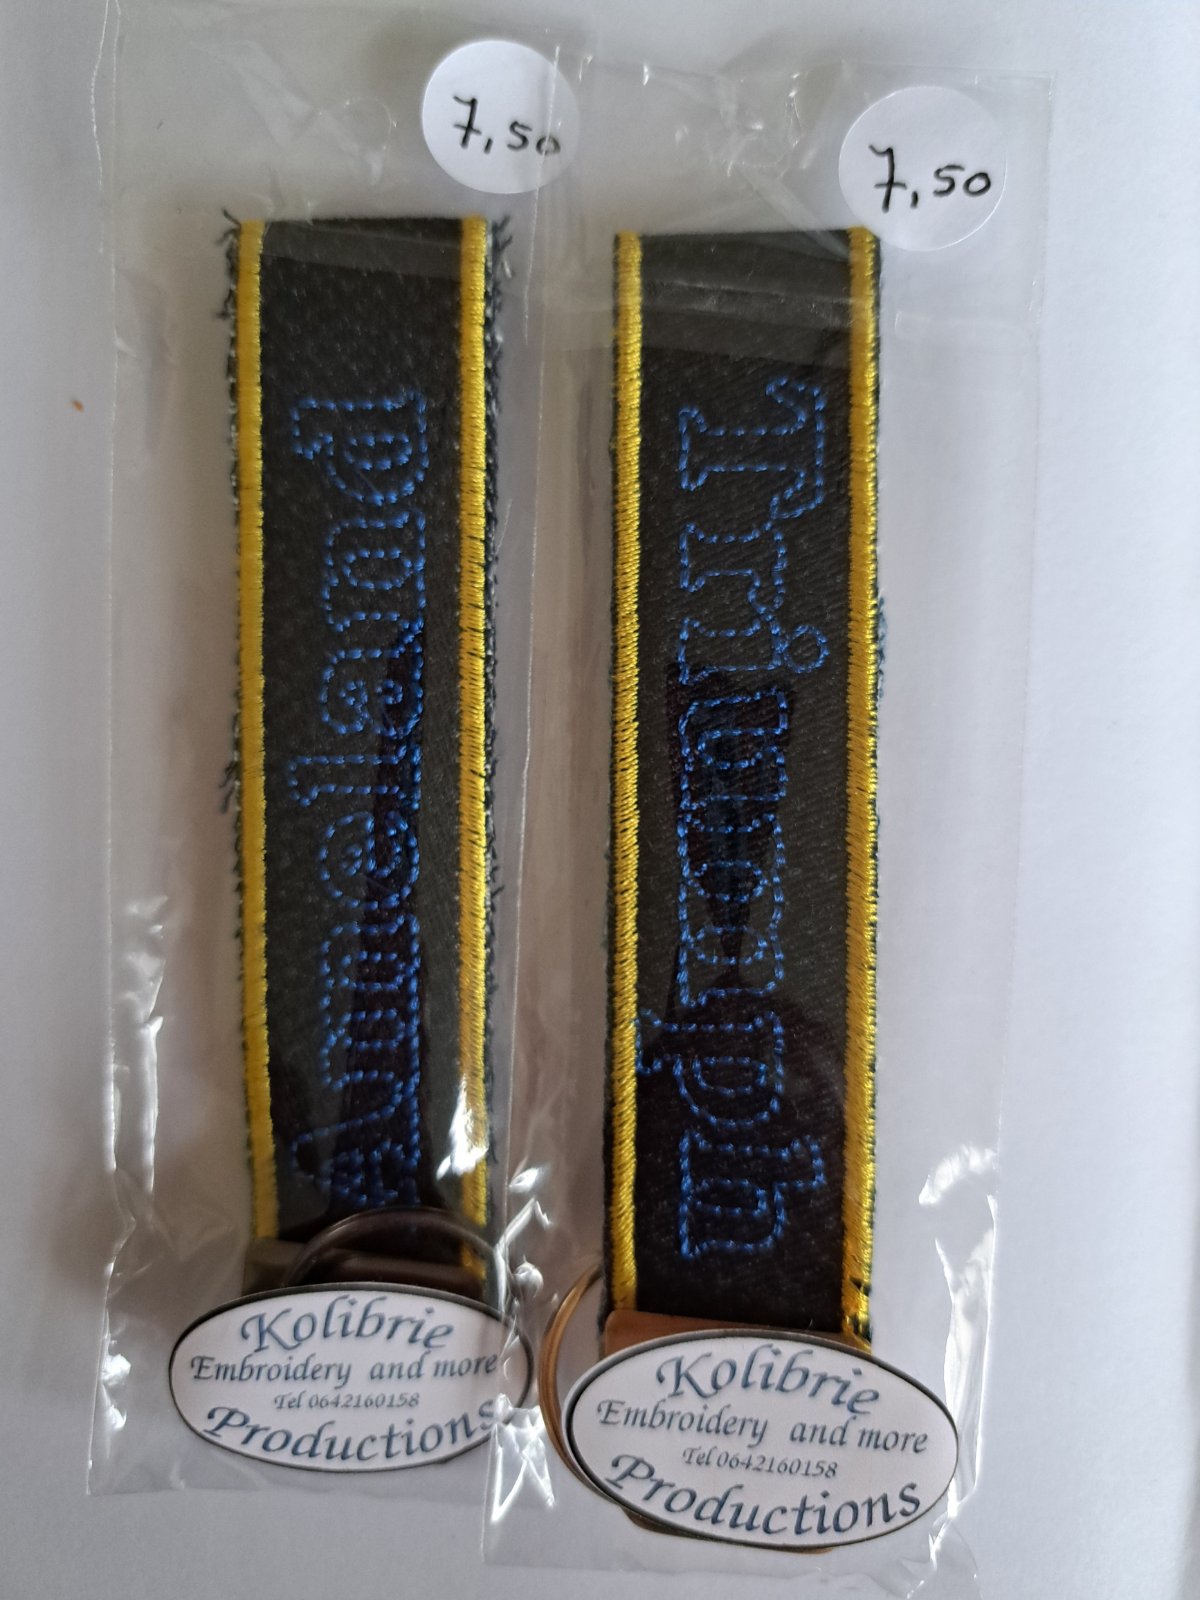 7,50
Ameland
Kolibrie
Embroidery and more
Tel 0642160158
Productions
7,50
Triumph
Kolibrie
Embroidery and more
Tel 0642160158
Productions